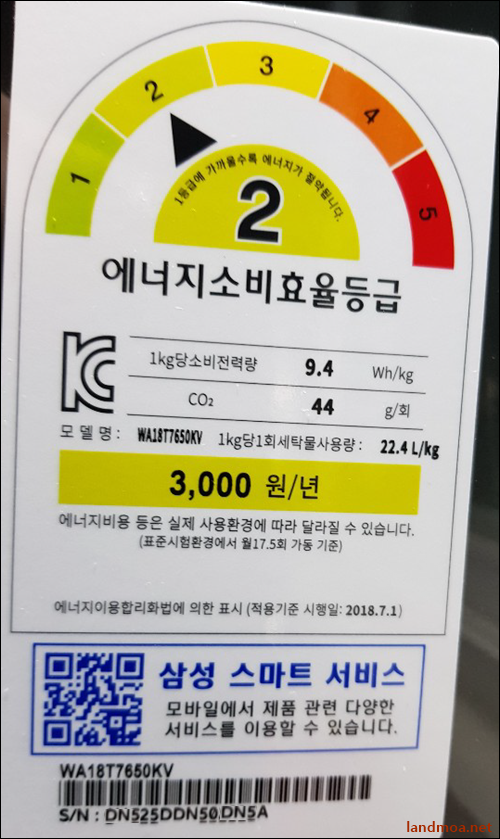 1 2 3 4 5
1등급에 가까울수록 에너지가 절약됩니다.
2
에너지소비효율등급
1kg당소비전력량 9.4 Wh/kg
CO₂ 44 g/회
모델명: WA18T7650KV 1kg당1회세탁물사용량: 22.4 L/kg
3,000 원/년
에너지비용 등은 실제 사용환경에 따라 달라질 수 있습니다.
(표준시험환경에서 월17.5회 가동 기준)
에너지이용합리화법에 의한 표시 (적용기준 시행일: 2018.7.1)
삼성 스마트 서비스
모바일에서 제품 관련 다양한
서비스를 이용할 수 있습니다.
WA18T7650KV
S/N : DN525DDN50,DN5A
landmoa.net